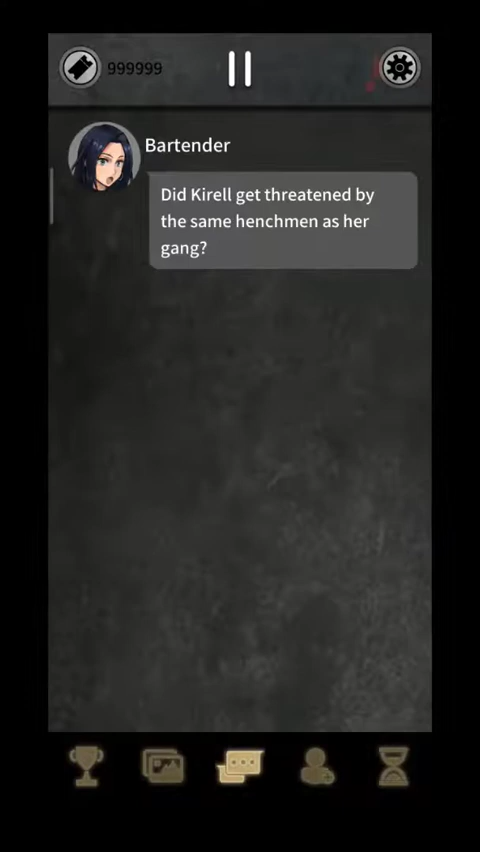 999999
Bartender
Did Kirell get threatened by
the same henchmen as her
gang?